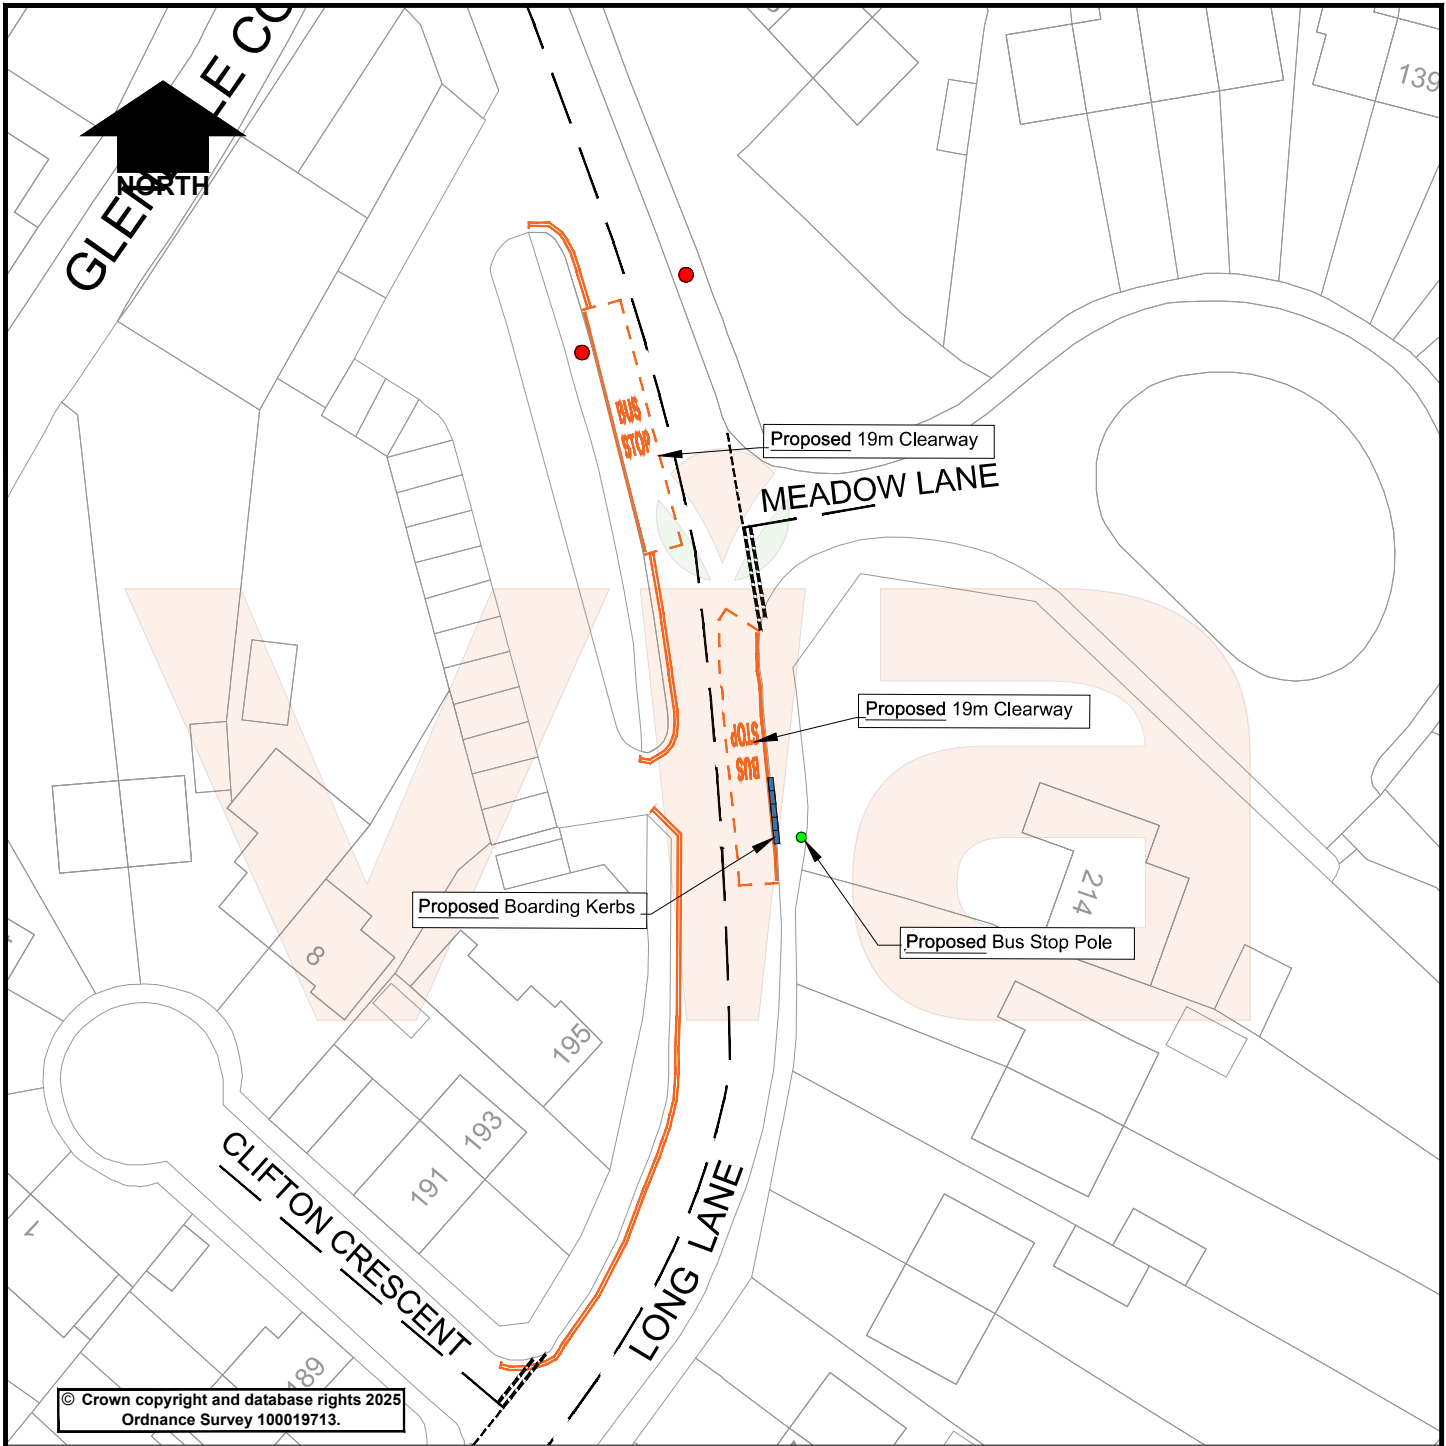 GLEN LE CO
NORTH
139
BUS
STOP
Proposed 19m Clearway
MEADOW LANE
Proposed 19m Clearway
STOP
BUS
Proposed Boarding Kerbs
Proposed Bus Stop Pole
214
8
195
193
191
CLIFTON CRESCENT
LONG LANE
1
189
© Crown copyright and database rights 2025
Ordnance Survey 100019713.
via